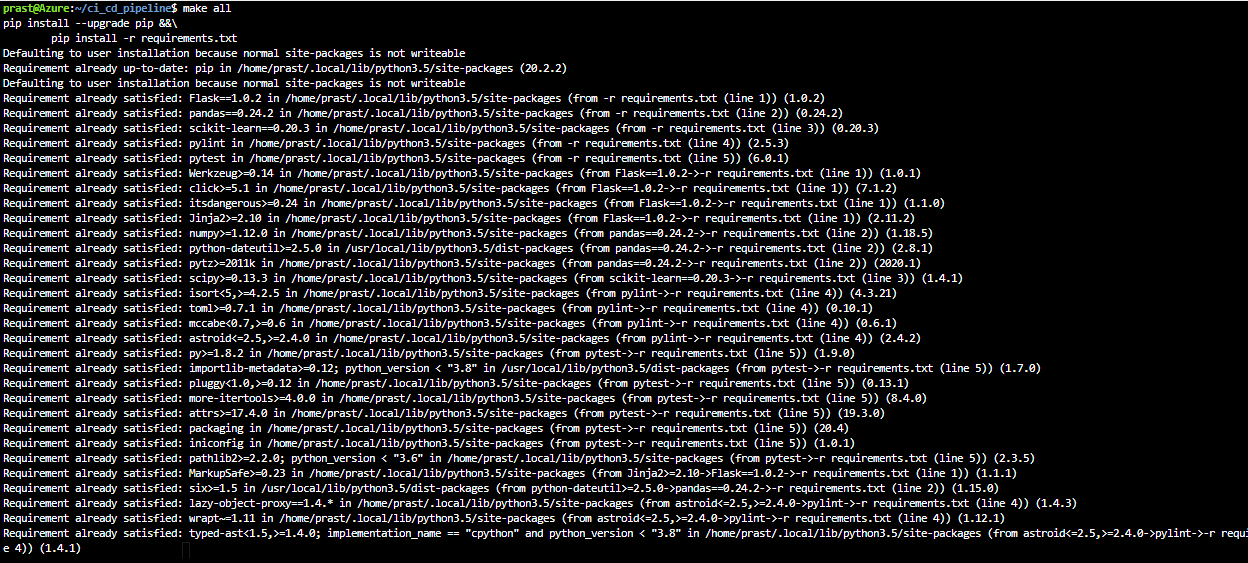 prast@Azure:~/ci_cd_pipeline$ make all
pip install --upgrade pip &&\
        pip install -r requirements.txt
Defaulting to user installation because normal site-packages is not writeable
Requirement already up-to-date: pip in /home/prast/.local/lib/python3.5/site-packages (20.2.2)
Defaulting to user installation because normal site-packages is not writeable
Requirement already satisfied: Flask==1.0.2 in /home/prast/.local/lib/python3.5/site-packages (from -r requirements.txt (line 1)) (1.0.2)
Requirement already satisfied: pandas==0.24.2 in /home/prast/.local/lib/python3.5/site-packages (from -r requirements.txt (line 2)) (0.24.2)
Requirement already satisfied: scikit-learn==0.20.3 in /home/prast/.local/lib/python3.5/site-packages (from -r requirements.txt (line 3)) (0.20.3)
Requirement already satisfied: pylint in /home/prast/.local/lib/python3.5/site-packages (from -r requirements.txt (line 4)) (2.5.3)
Requirement already satisfied: pytest in /home/prast/.local/lib/python3.5/site-packages (from -r requirements.txt (line 5)) (6.0.1)
Requirement already satisfied: Werkzeug>=0.14 in /home/prast/.local/lib/python3.5/site-packages (from Flask==1.0.2->-r requirements.txt (line 1)) (1.0.1)
Requirement already satisfied: click>=5.1 in /home/prast/.local/lib/python3.5/site-packages (from Flask==1.0.2->-r requirements.txt (line 1)) (7.1.2)
Requirement already satisfied: itsdangerous>=0.24 in /home/prast/.local/lib/python3.5/site-packages (from Flask==1.0.2->-r requirements.txt (line 1)) (1.1.0)
Requirement already satisfied: Jinja2>=2.10 in /home/prast/.local/lib/python3.5/site-packages (from Flask==1.0.2->-r requirements.txt (line 1)) (2.11.2)
Requirement already satisfied: numpy>=1.12.0 in /home/prast/.local/lib/python3.5/site-packages (from pandas==0.24.2->-r requirements.txt (line 2)) (1.18.5)
Requirement already satisfied: python-dateutil>=2.5.0 in /usr/local/lib/python3.5/dist-packages (from pandas==0.24.2->-r requirements.txt (line 2)) (2.8.1)
Requirement already satisfied: pytz>=2011k in /home/prast/.local/lib/python3.5/site-packages (from pandas==0.24.2->-r requirements.txt (line 2)) (2020.1)
Requirement already satisfied: scipy>=0.13.3 in /home/prast/.local/lib/python3.5/site-packages (from scikit-learn==0.20.3->-r requirements.txt (line 3)) (1.4.1)
Requirement already satisfied: isort<5,>=4.2.5 in /home/prast/.local/lib/python3.5/site-packages (from pylint->-r requirements.txt (line 4)) (4.3.21)
Requirement already satisfied: toml>=0.7.1 in /home/prast/.local/lib/python3.5/site-packages (from pylint->-r requirements.txt (line 4)) (0.10.1)
Requirement already satisfied: mccabe<0.7,>=0.6 in /home/prast/.local/lib/python3.5/site-packages (from pylint->-r requirements.txt (line 4)) (0.6.1)
Requirement already satisfied: astroid<=2.5,>=2.4.0 in /home/prast/.local/lib/python3.5/site-packages (from pylint->-r requirements.txt (line 4)) (2.4.2)
Requirement already satisfied: py>=1.8.2 in /home/prast/.local/lib/python3.5/site-packages (from pytest->-r requirements.txt (line 5)) (1.9.0)
Requirement already satisfied: importlib-metadata>=0.12; python_version < "3.8" in /usr/local/lib/python3.5/dist-packages (from pytest->-r requirements.txt (line 5)) (1.7.0)
Requirement already satisfied: pluggy<1.0,>=0.12 in /home/prast/.local/lib/python3.5/site-packages (from pytest->-r requirements.txt (line 5)) (0.13.1)
Requirement already satisfied: more-itertools>=4.0.0 in /home/prast/.local/lib/python3.5/site-packages (from pytest->-r requirements.txt (line 5)) (8.4.0)
Requirement already satisfied: attrs>=17.4.0 in /home/prast/.local/lib/python3.5/site-packages (from pytest->-r requirements.txt (line 5)) (19.3.0)
Requirement already satisfied: packaging in /home/prast/.local/lib/python3.5/site-packages (from pytest->-r requirements.txt (line 5)) (20.4)
Requirement already satisfied: iniconfig in /home/prast/.local/lib/python3.5/site-packages (from pytest->-r requirements.txt (line 5)) (1.0.1)
Requirement already satisfied: pathlib2>=2.2.0; python_version < "3.6" in /home/prast/.local/lib/python3.5/site-packages (from pytest->-r requirements.txt (line 5)) (2.3.5)
Requirement already satisfied: MarkupSafe>=0.23 in /home/prast/.local/lib/python3.5/site-packages (from Jinja2>=2.10->Flask==1.0.2->-r requirements.txt (line 1)) (1.1.1)
Requirement already satisfied: six>=1.5 in /usr/local/lib/python3.5/dist-packages (from python-dateutil>=2.5.0->pandas==0.24.2->-r requirements.txt (line 2)) (1.15.0)
Requirement already satisfied: lazy-object-proxy==1.4.* in /home/prast/.local/lib/python3.5/site-packages (from astroid<=2.5,>=2.4.0->pylint->-r requirements.txt (line 4)) (1.4.3)
Requirement already satisfied: wrapt~=1.11 in /home/prast/.local/lib/python3.5/site-packages (from astroid<=2.5,>=2.4.0->pylint->-r requirements.txt (line 4)) (1.12.1)
Requirement already satisfied: typed-ast<1.5,>=1.4.0; implementation_name == "cpython" and python_version < "3.8" in /home/prast/.local/lib/python3.5/site-packages (from astroid<=2.5,>=2.4.0->pylint->-r requi
e 4)) (1.4.1)